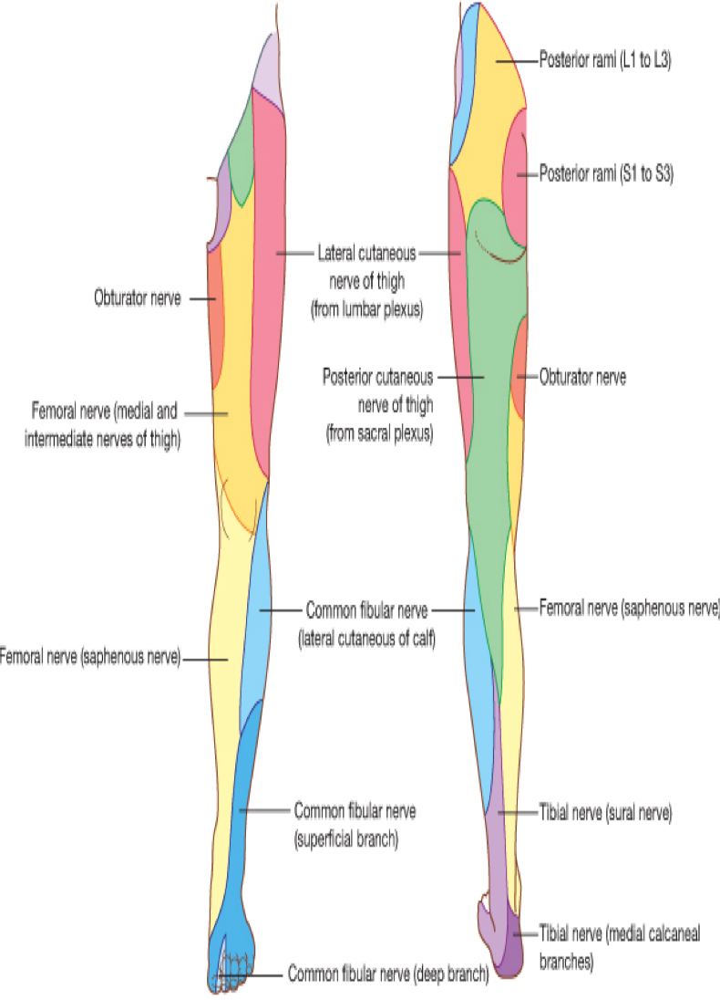 Posterior rami (L1 to L3)
Posterior rami (S1 to S3)
Lateral cutaneous
nerve of thigh
(from lumbar plexus)
Obturator nerve
Posterior cutaneous
nerve of thigh
(from sacral plexus)
Obturator nerve
Femoral nerve (medial and
intermediate nerves of thigh)
Common fibular nerve
(lateral cutaneous of calf)
Femoral nerve (saphenous nerve)
Femoral nerve (saphenous nerve)
Common fibular nerve
(superficial branch)
Tibial nerve (sural nerve)
Tibial nerve (medial calcaneal
branches)
Common fibular nerve (deep branch)